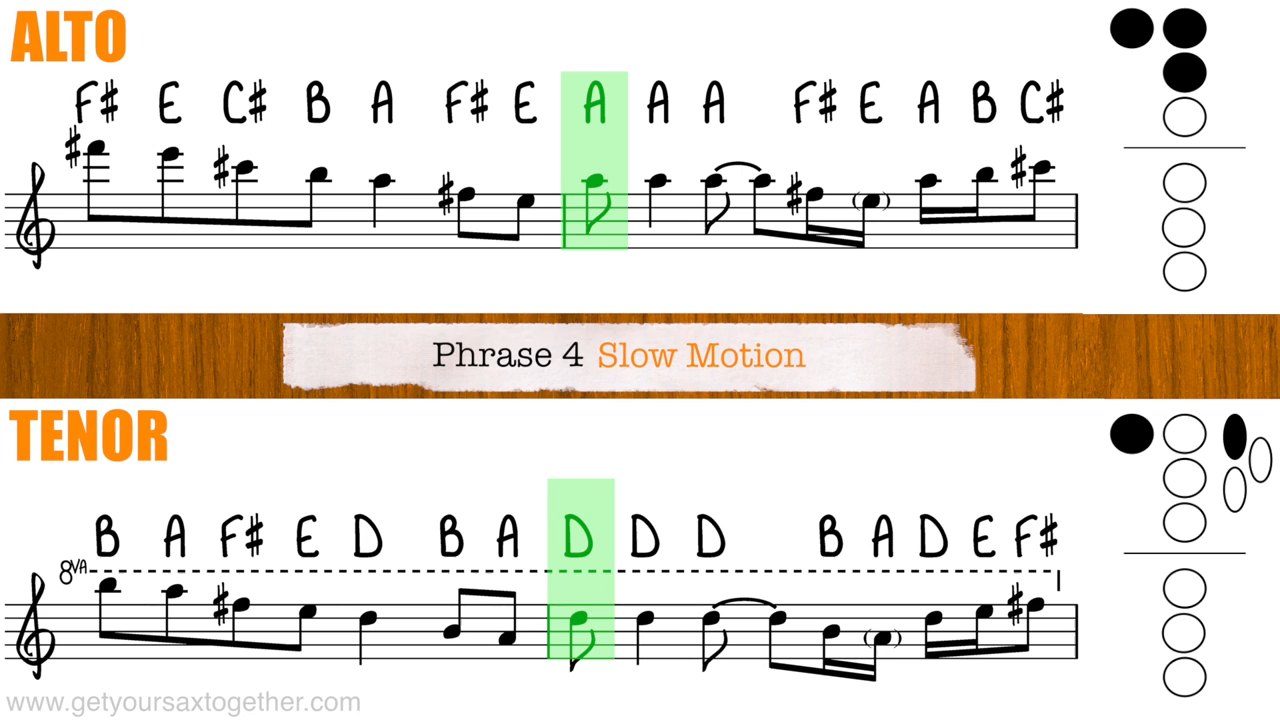 ALTO
F# E C# B A F# E A A A F# E A B C#
Phrase 4 Slow Motion
TENOR
B A F# E D B A D D D B A D E F#
8VA
www.getyoursaxtogether.com